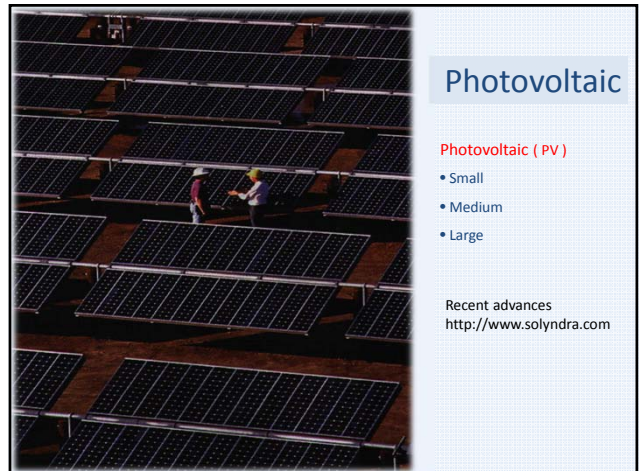 Photovoltaic
Photovoltaic ( PV )
• Small
• Medium
• Large
Recent advances
http://www.solyndra.com